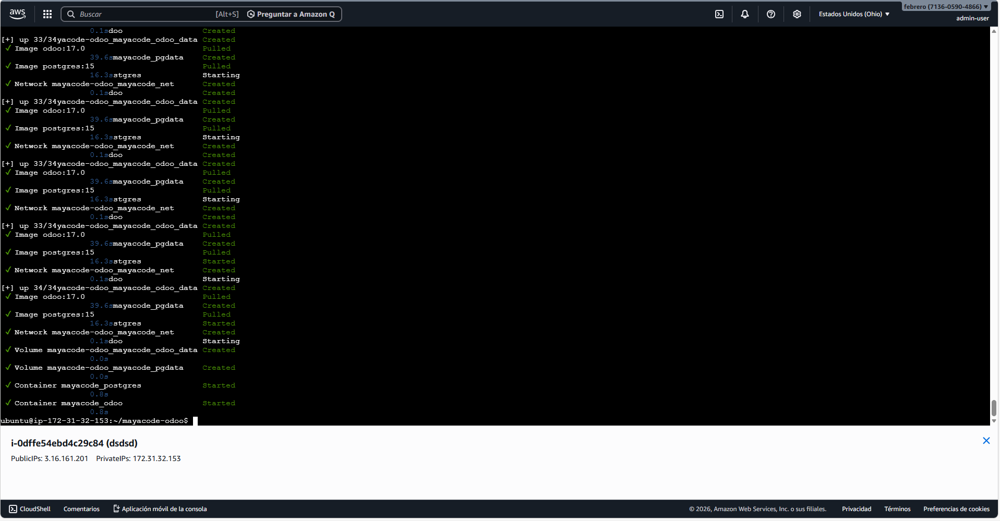 aws
Buscar [Alt+S] Preguntar a Amazon Q Estados Unidos (Ohio) febrero (7136-0590-4866)
admin-user
0.1sdoo Created
[+] up 33/34yacode-odoo_mayacode_odoo_data Created
✓ Image odoo:17.0 Pulled
39.6smayacode_pgdata Created
✓ Image postgres:15 Pulled
16.3sstgres Starting
✓ Network mayacode-odoo_mayacode_net Created
0.1sdoo Created
[+] up 33/34yacode-odoo_mayacode_odoo_data Created
✓ Image odoo:17.0 Pulled
39.6smayacode_pgdata Created
✓ Image postgres:15 Pulled
16.3sstgres Starting
✓ Network mayacode-odoo_mayacode_net Created
0.1sdoo Created
[+] up 33/34yacode-odoo_mayacode_odoo_data Created
✓ Image odoo:17.0 Pulled
39.6smayacode_pgdata Created
✓ Image postgres:15 Pulled
16.3sstgres Starting
✓ Network mayacode-odoo_mayacode_net Created
0.1sdoo Created
[+] up 33/34yacode-odoo_mayacode_odoo_data Created
✓ Image odoo:17.0 Pulled
39.6smayacode_pgdata Created
✓ Image postgres:15 Pulled
16.3sstgres Started
✓ Network mayacode-odoo_mayacode_net Created
0.1sdoo Starting
[+] up 34/34yacode-odoo_mayacode_odoo_data Created
✓ Image odoo:17.0 Pulled
39.6smayacode_pgdata Created
✓ Image postgres:15 Pulled
16.3sstgres Started
✓ Network mayacode-odoo_mayacode_net Created
0.1sdoo Starting
✓ Volume mayacode-odoo_mayacode_odoo_data Created
0.0s
✓ Volume mayacode-odoo_mayacode_pgdata Created
0.0s
✓ Container mayacode_postgres Started
0.8s
✓ Container mayacode_odoo Started
0.8s
ubuntu@ip-172-31-32-153:~/mayacode-odoo$
i-0dffe54ebd4c29c84 (dsdsd)
PublicIPs: 3.16.161.201 PrivateIPs: 172.31.32.153
CloudShell Comentarios Aplicación móvil de la consola © 2026, Amazon Web Services, Inc. o sus filiales. Privacidad Términos Preferencias de cookies